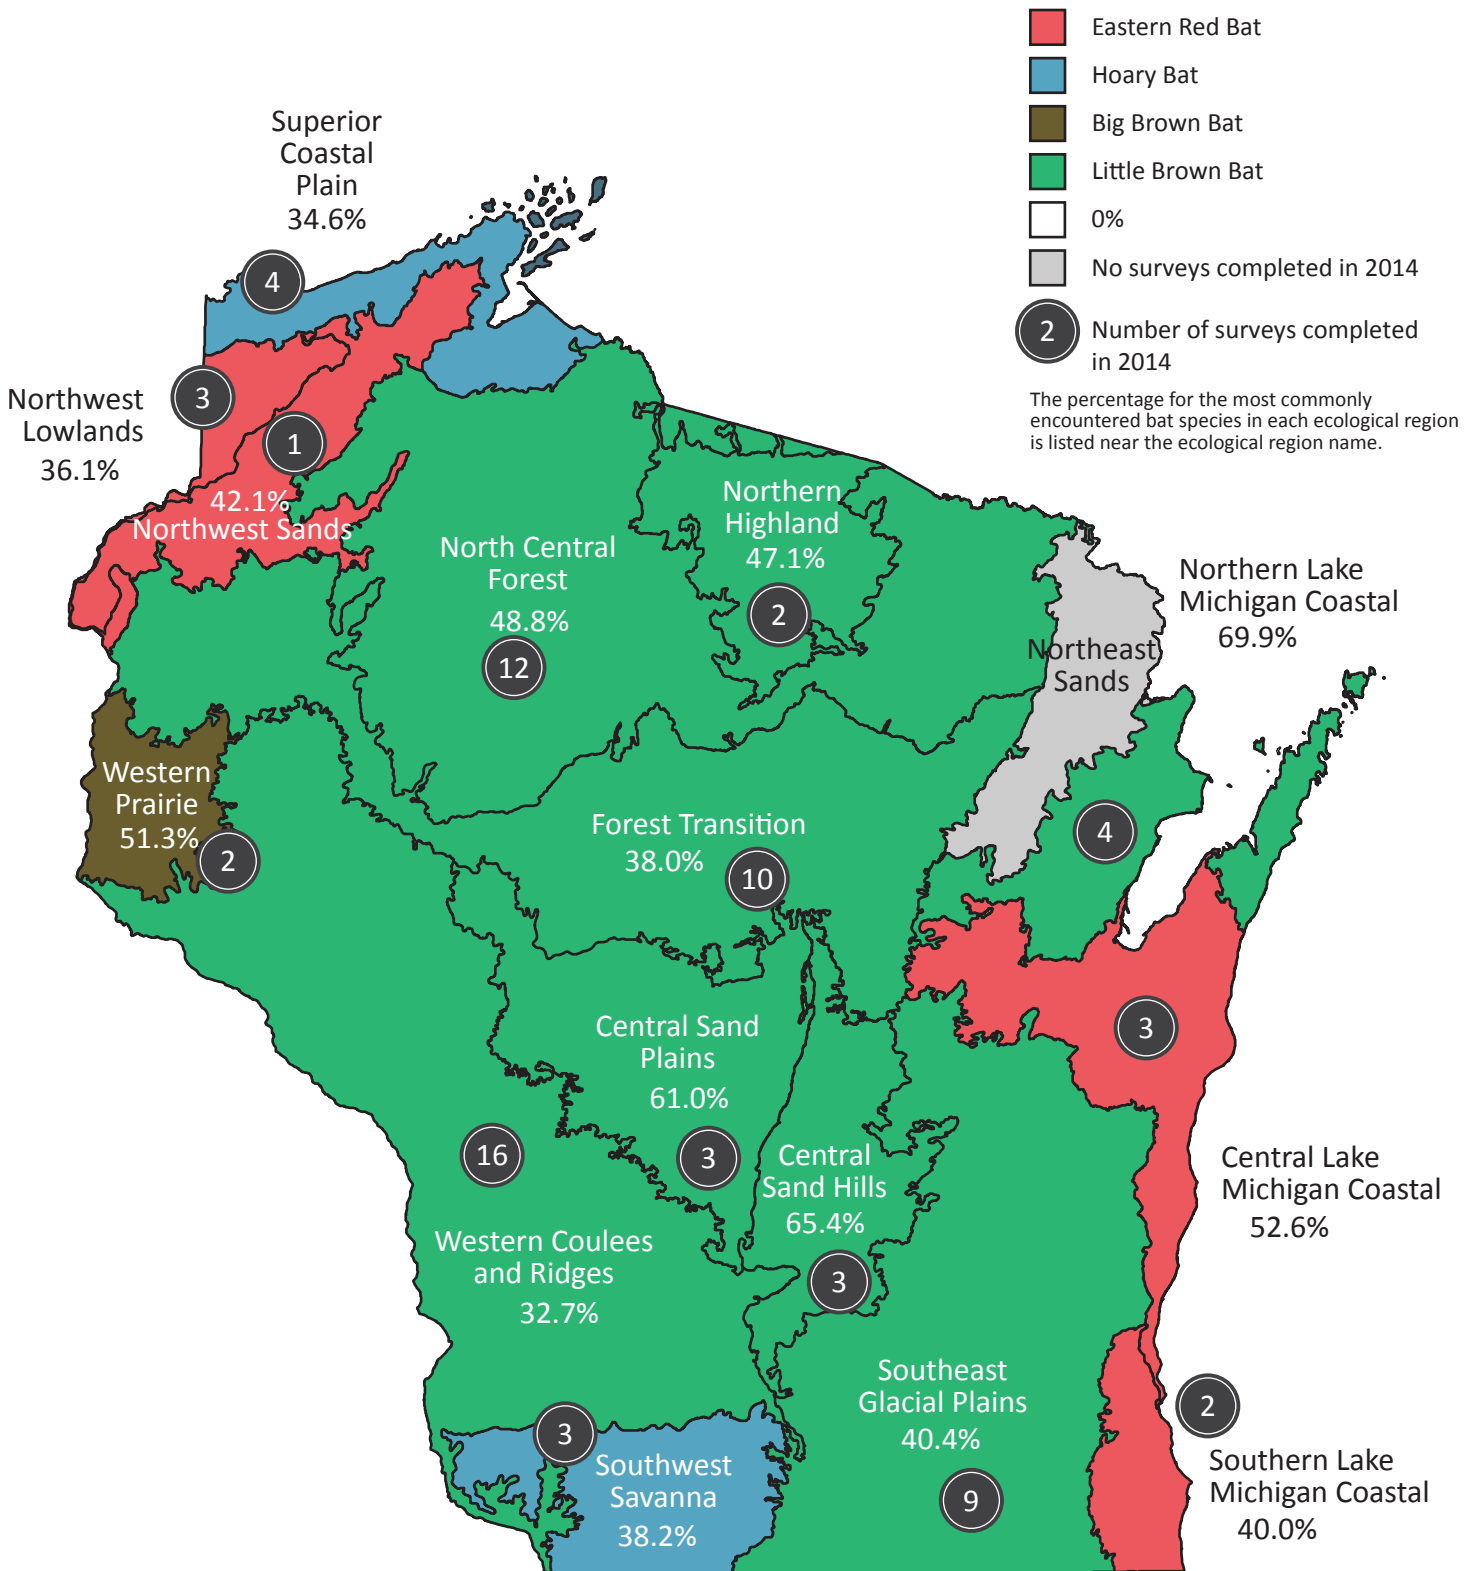 Eastern Red Bat
Hoary Bat
Big Brown Bat
Little Brown Bat
0%
No surveys completed in 2014
2
Number of surveys completed
in 2014
The percentage for the most commonly
encountered bat species in each ecological region
is listed near the ecological region name.
Superior
Coastal
Plain
34.6%
4
Northwest
Lowlands
36.1%
3
1
42.1%
Northwest Sands
North Central
Forest
48.8%
12
Northern
Highland
47.1%
2
Northeast
Sands
Northern Lake
Michigan Coastal
69.9%
4
Western
Prairie
51.3%
2
Forest Transition
38.0%
10
Central Sand
Plains
61.0%
3
3
Central Lake
Michigan Coastal
52.6%
16
Western Coulees
and Ridges
32.7%
Central
Sand Hills
65.4%
3
Southeast
Glacial Plains
40.4%
9
3
Southwest
Savanna
38.2%
2
Southern Lake
Michigan Coastal
40.0%